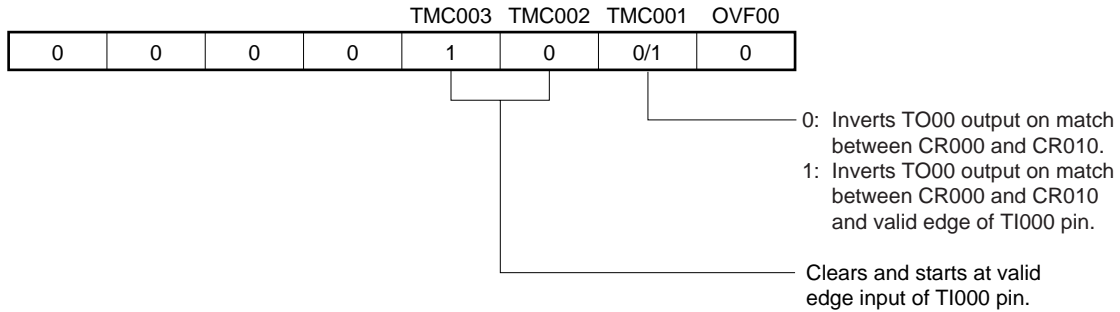 TMC003 TMC002 TMC001 OVF00
0 0 0 0 1 0 0/1 0
0: Inverts TO00 output on match
between CR000 and CR010.
1: Inverts TO00 output on match
between CR000 and CR010
and valid edge of TI000 pin.
Clears and starts at valid
edge input of TI000 pin.